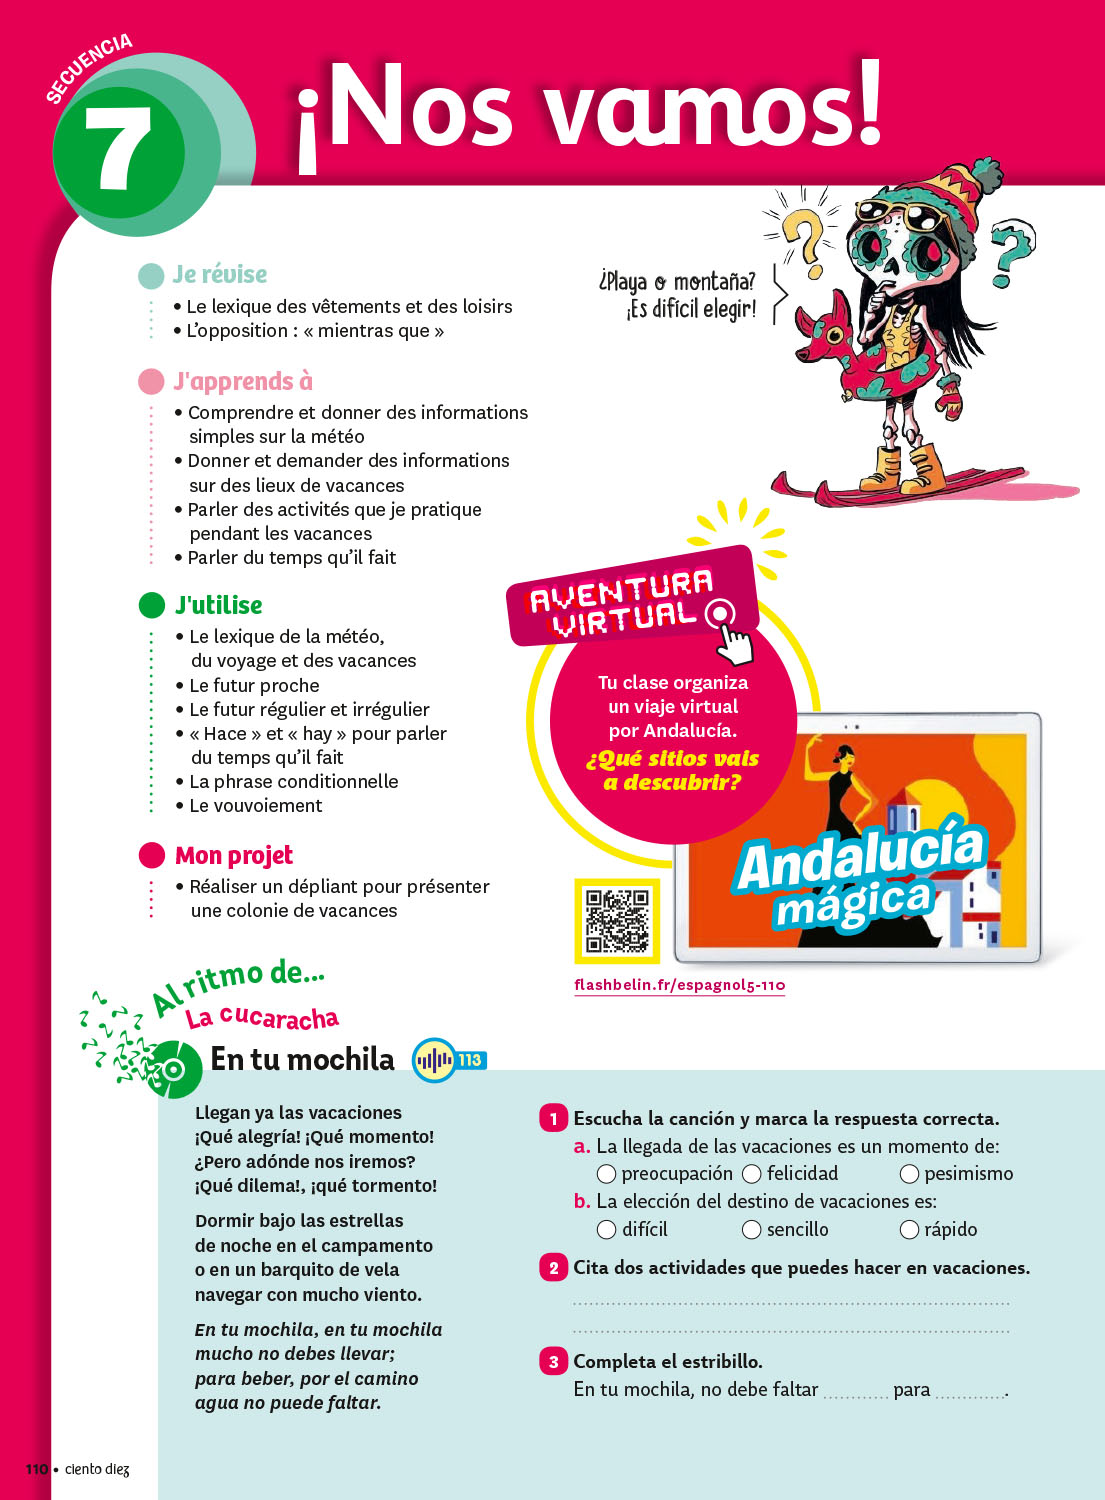 SECUENCIA
7
¡Nos vamos!
¿Playa o montaña?
¡Es difícil elegir!
Je révise
• Le lexique des vêtements et des loisirs
• L'opposition : « mientras que »
J'apprends à
• Comprendre et donner des informations
simples sur la météo
• Donner et demander des informations
sur des lieux de vacances
• Parler des activités que je pratique
pendant les vacances
• Parler du temps qu'il fait
J'utilise
• Le lexique de la météo,
du voyage et des vacances
• Le futur proche
• Le futur régulier et irrégulier
• « Hace » et « hay » pour parler
du temps qu'il fait
• La phrase conditionnelle
• Le vouvoiement
Mon projet
• Réaliser un dépliant pour présenter
une colonie de vacances
AVENTURA
VIRTUAL
Tu clase organiza
un viaje virtual
por Andalucía.
¿Qué sitios vais
a descubrir?
Andalucía
mágica
flashbelin.fr/espagnol5-110
Al ritmo de...
La cucaracha
En tu mochila
113
Llegan ya las vacaciones
¡Qué alegría! ¡Qué momento!
¿Pero adónde nos iremos?
¡Qué dilema!, ¡qué tormento!
Dormir bajo las estrellas
de noche en el campamento
o en un barquito de vela
navegar con mucho viento.
En tu mochila, en tu mochila
mucho no debes llevar;
para beber, por el camino
agua no puede faltar.
1 Escucha la canción y marca la respuesta correcta.
a. La llegada de las vacaciones es un momento de:
preocupación felicidad pesimismo
b. La elección del destino de vacaciones es:
difícil sencillo rápido
2 Cita dos actividades que puedes hacer en vacaciones.
3 Completa el estribillo.
En tu mochila, no debe faltar ............ para .............
110 • ciento diez